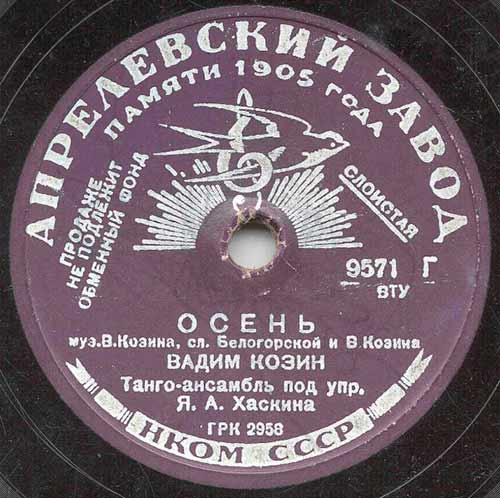 АПРЕЛЕВСКИЙ ЗАВОД
ПАМЯТИ 1905 ГОДА
ПРОДАЖЕ
НЕ ПОДЛЕЖИТ
ОБМЕННЫЙ ФОНД
СЛОИСТАЯ
9571 Г
ВТУ
ОСЕНЬ
муз.В.Козина, сл. Белогорской и В.Козина
ВАДИМ КОЗИН
Танго-ансамбль под упр.
Я. А. Хаскина
ГРК 2958
НКОМ СССР